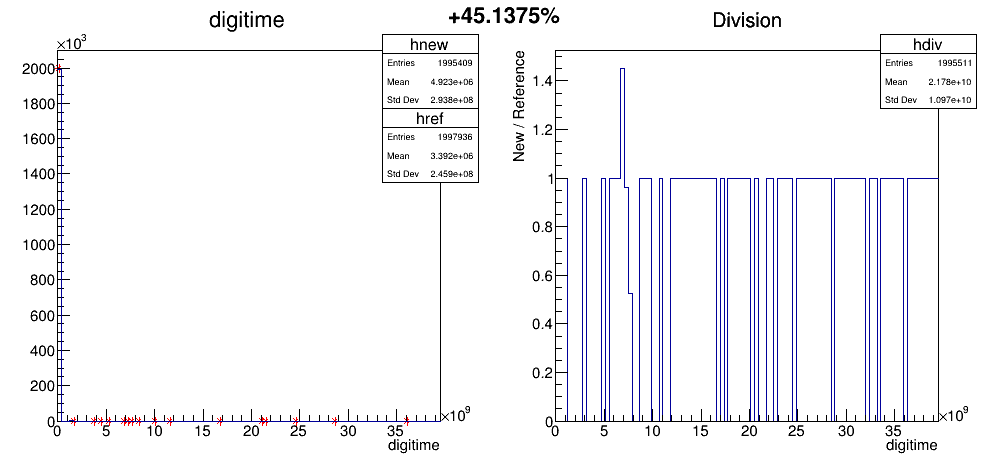 +45.1375%
digitime
×10³
hnew
Entries 1995409
Mean 4.923e+06
Std Dev 2.938e+08
href
Entries 1997936
Mean 3.392e+06
Std Dev 2.459e+08
2000
1800
1600
1400
1200
1000
800
600
400
200
0
0 5 10 15 20 25 30 35
×10⁹
digitime
Division
hdiv
Entries 1995511
Mean 2.178e+10
Std Dev 1.097e+10
New / Reference
1.4
1.2
1
0.8
0.6
0.4
0.2
0
0 5 10 15 20 25 30 35
×10⁹
digitime